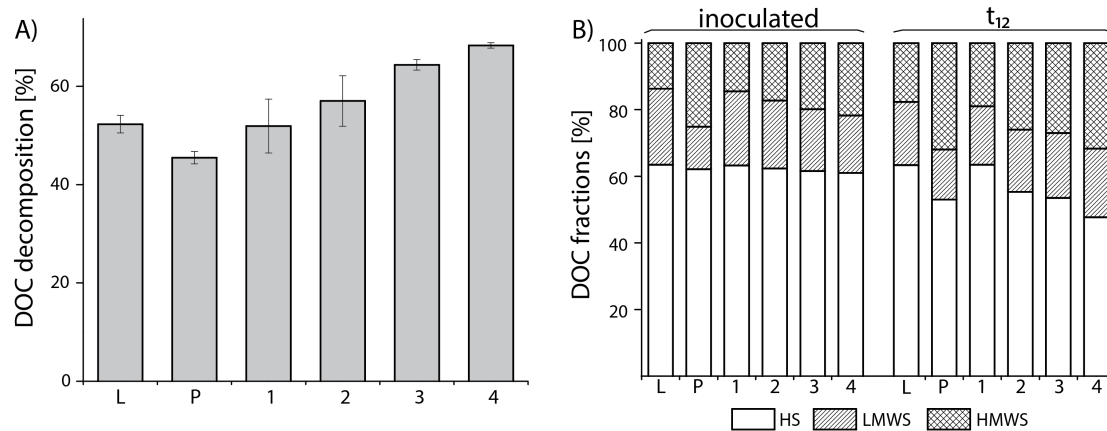 A)
DOC decomposition [%]
60
40
20
0
L P 1 2 3 4
B)
inoculated t₁₂
DOC fractions [%]
100
80
60
40
20
L P 1 2 3 4 L P 1 2 3 4
HS LMWS HMWS